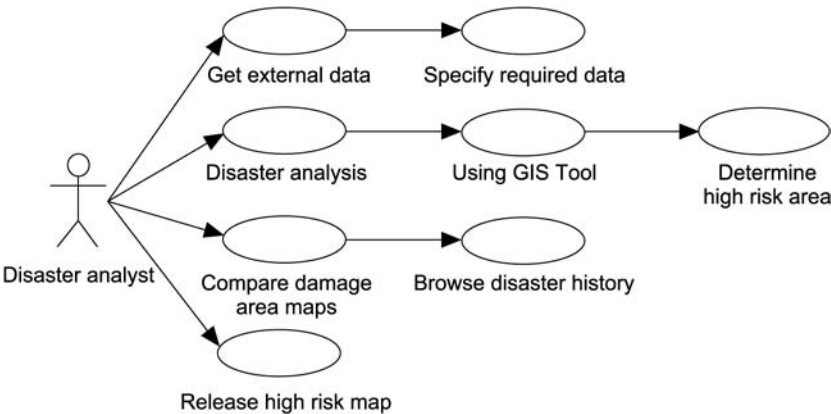 Get external data
Specify required data
Disaster analysis
Using GIS Tool
Determine
high risk area
Disaster analyst
Compare damage
area maps
Browse disaster history
Release high risk map